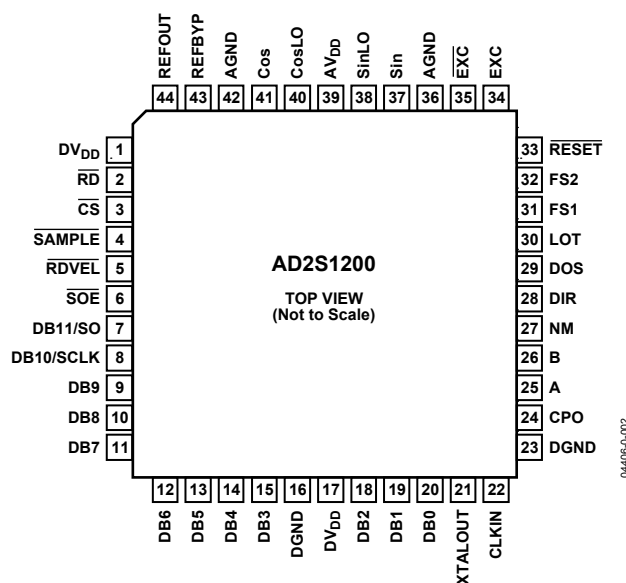 REFOUT
REFBYP
AGND
Cos
CosLO
AVDD
SinLO
Sin
AGND
EXC
EXC
44 43 42 41 40 39 38 37 36 35 34
DVDD 1
RD 2
CS 3
SAMPLE 4
RDVEL 5
SOE 6
DB11/SO 7
DB10/SCLK 8
DB9 9
DB8 10
DB7 11
AD2S1200
TOP VIEW
(Not to Scale)
33 RESET
32 FS2
31 FS1
30 LOT
29 DOS
28 DIR
27 NM
26 B
25 A
24 CPO
23 DGND
12 13 14 15 16 17 18 19 20 21 22
DB6
DB5
DB4
DB3
DGND
DVDD
DB2
DB1
DB0
XTALOUT
CLKIN
04406-0-002